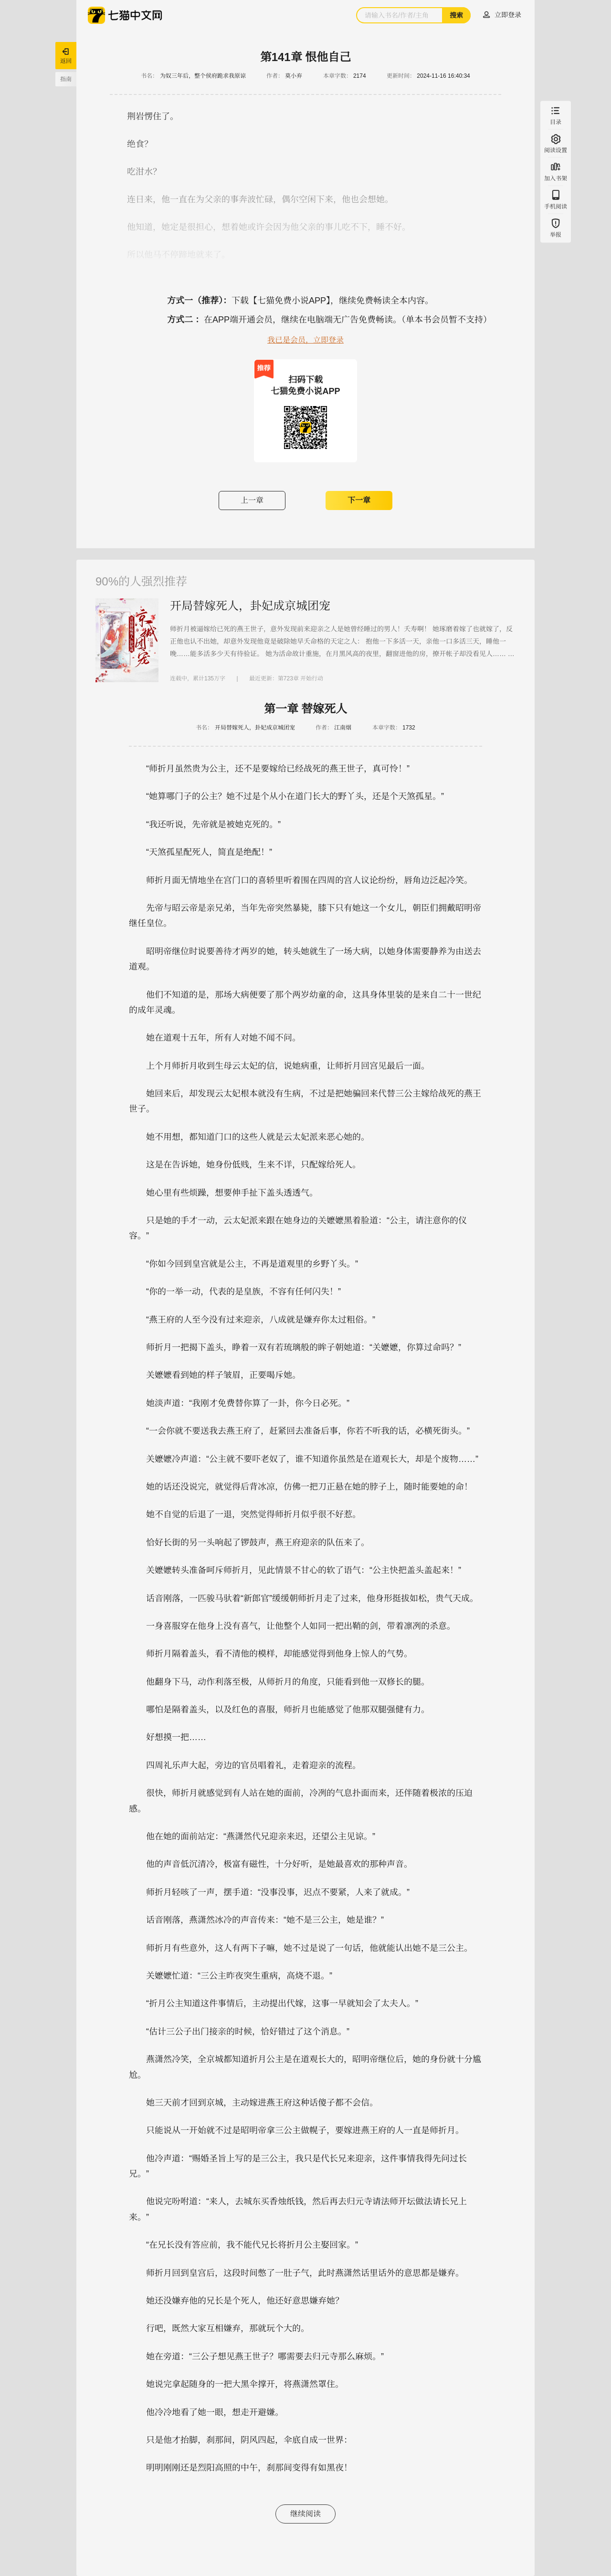 七猫中文网
请输入书名/作者/主角
搜索
立即登录
返回
指南
目录
阅读设置
加入书架
手机阅读
举报
第141章 恨他自己
书名： 为奴三年后，整个侯府跪求我原谅 作者： 莫小弃 本章字数： 2174 更新时间： 2024-11-16 16:40:34
荆岩愣住了。
绝食？
吃泔水？
连日来，他一直在为父亲的事奔波忙碌，偶尔空闲下来，他也会想她。
他知道，她定是很担心，想着她或许会因为他父亲的事儿吃不下，睡不好。
方式一（推荐）：下载【七猫免费小说APP】，继续免费畅读全本内容。
方式二 ：在APP端开通会员，继续在电脑端无广告免费畅读。（单本书会员暂不支持）
我已是会员，立即登录
推荐
扫码下载
七猫免费小说APP
上一章
下一章
90%的人强烈推荐
京城团宠
开局替嫁死人，卦妃成京城团宠
师折月被逼嫁给已死的燕王世子，意外发现前来迎亲之人是她曾经睡过的男人！夭寿啊！ 她琢磨着嫁了也就嫁了，反
正他也认不出她，却意外发现他竟是破除她早夭命格的天定之人： 抱他一下多活一天，亲他一口多活三天，睡他一
晚……能多活多少天有待验证。 她为活命故计重施，在月黑风高的夜里，翻窗进他的房，撩开帐子却没看见人…… …
连载中，累计135万字 | 最近更新：第723章 开始行动
第一章 替嫁死人
书名： 开局替嫁死人，卦妃成京城团宠 作者： 江南烟 本章字数： 1732
“师折月虽然贵为公主，还不是要嫁给已经战死的燕王世子，真可怜！”
“她算哪门子的公主？她不过是个从小在道门长大的野丫头，还是个天煞孤星。”
“我还听说，先帝就是被她克死的。”
“天煞孤星配死人，简直是绝配！”
师折月面无情地坐在宫门口的喜轿里听着围在四周的宫人议论纷纷，唇角边泛起冷笑。
先帝与昭云帝是亲兄弟，当年先帝突然暴毙，膝下只有她这一个女儿，朝臣们拥戴昭明帝
继任皇位。
昭明帝继位时说要善待才两岁的她，转头她就生了一场大病，以她身体需要静养为由送去
道观。
他们不知道的是，那场大病便要了那个两岁幼童的命，这具身体里装的是来自二十一世纪
的成年灵魂。
她在道观十五年，所有人对她不闻不问。
上个月师折月收到生母云太妃的信，说她病重，让师折月回宫见最后一面。
她回来后，却发现云太妃根本就没有生病，不过是把她骗回来代替三公主嫁给战死的燕王
世子。
她不用想，都知道门口的这些人就是云太妃派来恶心她的。
这是在告诉她，她身份低贱，生来不详，只配嫁给死人。
她心里有些烦躁，想要伸手扯下盖头透透气。
只是她的手才一动，云太妃派来跟在她身边的关嬷嬷黑着脸道：“公主，请注意你的仪
容。”
“你如今回到皇宫就是公主，不再是道观里的乡野丫头。”
“你的一举一动，代表的是皇族，不容有任何闪失！”
“燕王府的人至今没有过来迎亲，八成就是嫌弃你太过粗俗。”
师折月一把揭下盖头，睁着一双有若琉璃般的眸子朝她道：“关嬷嬷，你算过命吗？”
关嬷嬷看到她的样子皱眉，正要喝斥她。
她淡声道：“我刚才免费替你算了一卦，你今日必死。”
“一会你就不要送我去燕王府了，赶紧回去准备后事，你若不听我的话，必横死街头。”
关嬷嬷冷声道：“公主就不要吓老奴了，谁不知道你虽然是在道观长大，却是个废物……”
她的话还没说完，就觉得后背冰凉，仿佛一把刀正悬在她的脖子上，随时能要她的命！
她不自觉的后退了一退，突然觉得师折月似乎很不好惹。
恰好长街的另一头响起了锣鼓声，燕王府迎亲的队伍来了。
关嬷嬷转头准备呵斥师折月，见此情景不甘心的软了语气：“公主快把盖头盖起来！”
话音刚落，一匹骏马驮着“新郎官”缓缓朝师折月走了过来，他身形挺拔如松，贵气天成。
一身喜服穿在他身上没有喜气，让他整个人如同一把出鞘的剑，带着凛冽的杀意。
师折月隔着盖头，看不清他的模样，却能感觉得到他身上惊人的气势。
他翻身下马，动作利落至极，从师折月的角度，只能看到他一双修长的腿。
哪怕是隔着盖头，以及红色的喜服，师折月也能感觉了他那双腿强健有力。
好想摸一把……
四周礼乐声大起，旁边的官员唱着礼，走着迎亲的流程。
很快，师折月就感觉到有人站在她的面前，冷冽的气息扑面而来，还伴随着极浓的压迫
感。
他在她的面前站定：“燕潇然代兄迎亲来迟，还望公主见谅。”
他的声音低沉清冷，极富有磁性，十分好听，是她最喜欢的那种声音。
师折月轻咳了一声，摆手道：“没事没事，迟点不要紧，人来了就成。”
话音刚落，燕潇然冰冷的声音传来：“她不是三公主，她是谁？”
师折月有些意外，这人有两下子嘛，她不过是说了一句话，他就能认出她不是三公主。
关嬷嬷忙道：“三公主昨夜突生重病，高烧不退。”
“折月公主知道这件事情后，主动提出代嫁，这事一早就知会了太夫人。”
“估计三公子出门接亲的时候，恰好错过了这个消息。”
燕潇然冷笑，全京城都知道折月公主是在道观长大的，昭明帝继位后，她的身份就十分尴
尬。
她三天前才回到京城，主动嫁进燕王府这种话傻子都不会信。
只能说从一开始就不过是昭明帝拿三公主做幌子，要嫁进燕王府的人一直是师折月。
他冷声道：“赐婚圣旨上写的是三公主，我只是代长兄来迎亲，这件事情我得先问过长
兄。”
他说完吩咐道：“来人，去城东买香烛纸钱，然后再去归元寺请法师开坛做法请长兄上
来。”
“在兄长没有答应前，我不能代兄长将折月公主娶回家。”
师折月回到皇宫后，这段时间憋了一肚子气，此时燕潇然话里话外的意思都是嫌弃。
她还没嫌弃他的兄长是个死人，他还好意思嫌弃她？
行吧，既然大家互相嫌弃，那就玩个大的。
她在旁道：“三公子想见燕王世子？哪需要去归元寺那么麻烦。”
她说完拿起随身的一把大黑伞撑开，将燕潇然罩住。
他冷冷地看了她一眼，想走开避嫌。
只是他才抬脚，刹那间，阴风四起，伞底自成一世界：
明明刚刚还是烈阳高照的中午，刹那间变得有如黑夜！
继续阅读